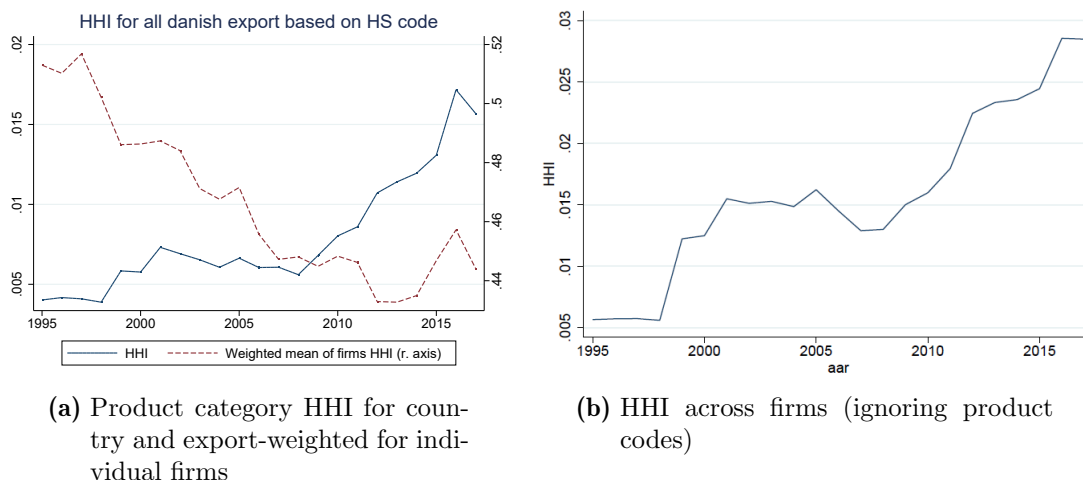 HHI for all danish export based on HS code
.02
.015
.01
.005
.52
.5
.48
.46
.44
1995
2000
2005
2010
2015
HHI
Weighted mean of firms HHI (r. axis)
(a) Product category HHI for coun-
try and export-weighted for indi-
vidual firms
.03
.025
.02
.015
.01
.005
HHI
1995
2000
2005
2010
2015
aar
(b) HHI across firms (ignoring product
codes)